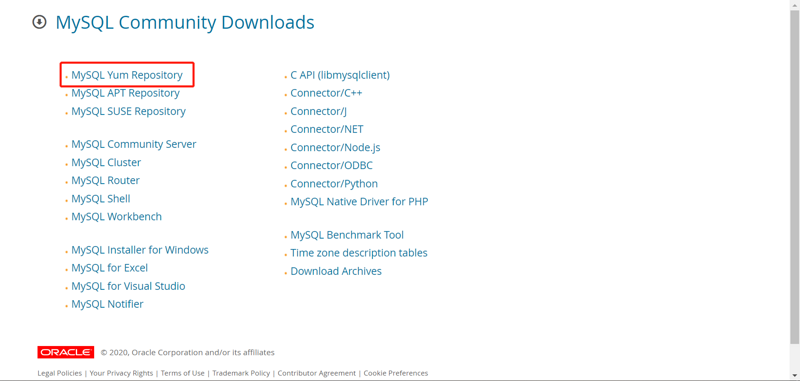 MySQL Community Downloads
MySQL Yum Repository
MySQL APT Repository
MySQL SUSE Repository
MySQL Community Server
MySQL Cluster
MySQL Router
MySQL Shell
MySQL Workbench
MySQL Installer for Windows
MySQL for Excel
MySQL for Visual Studio
MySQL Notifier
C API (libmysqlclient)
Connector/C++
Connector/J
Connector/NET
Connector/Node.js
Connector/ODBC
Connector/Python
MySQL Native Driver for PHP
MySQL Benchmark Tool
Time zone description tables
Download Archives
ORACLE © 2020, Oracle Corporation and/or its affiliates
Legal Policies | Your Privacy Rights | Terms of Use | Trademark Policy | Contributor Agreement | Cookie Preferences